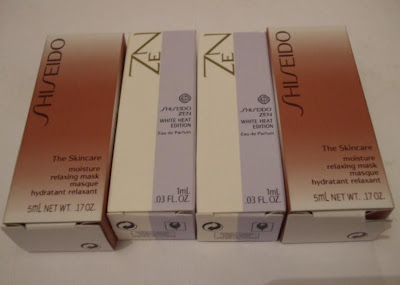 SHISEIDO
The Skincare
moisture
relaxing mask
masque
hydratant relaxant
5mL NET WT. .17 OZ.
ZEN
SHISEIDO
ZEN
WHITE HEAT
EDITION
Eau de Parfum
1mL
.03 FL. OZ.
ZEN
SHISEIDO
ZEN
WHITE HEAT
EDITION
Eau de Parfum
1mL
.03 FL. OZ.
SHISEIDO
The Skincare
moisture
relaxing mask
masque
hydratant relaxant
5mL NET WT. .17 OZ.